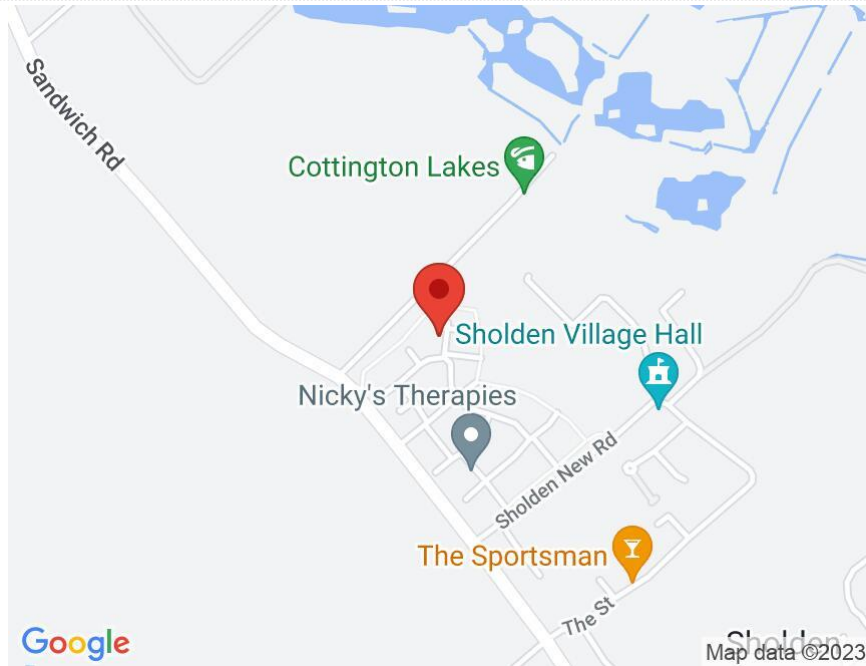 Sandwich Rd
Cottington Lakes
Sholden Village Hall
Nicky's Therapies
Sholden New Rd
The Sportsman
The St
Sholden
Google
Map data ©2023